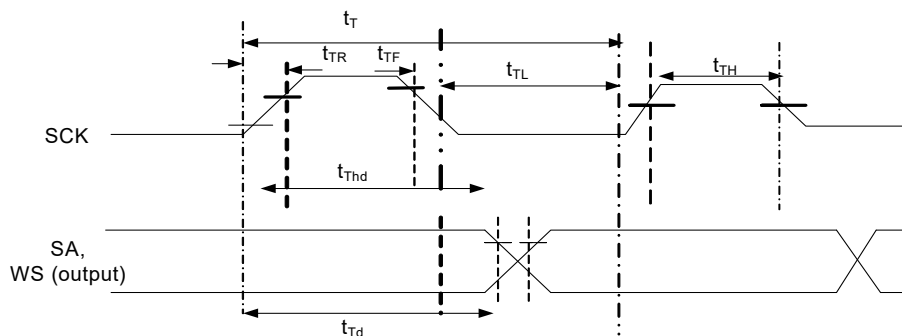 tT
tTR
tTF
tTL
tTH
SCK
tThd
SA,
WS (output)
tTd